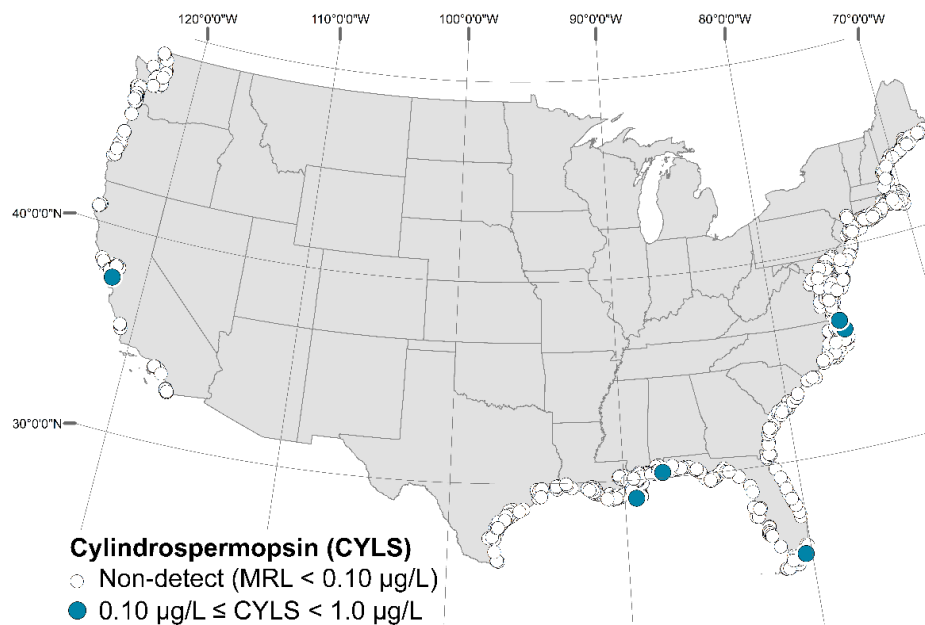 120°0'0"W 110°0'0"W 100°0'0"W 90°0'0"W 80°0'0"W 70°0'0"W
40°0'0"N
30°0'0"N
Cylindrospermopsin (CYLS)
Non-detect (MRL < 0.10 µg/L)
0.10 µg/L ≤ CYLS < 1.0 µg/L